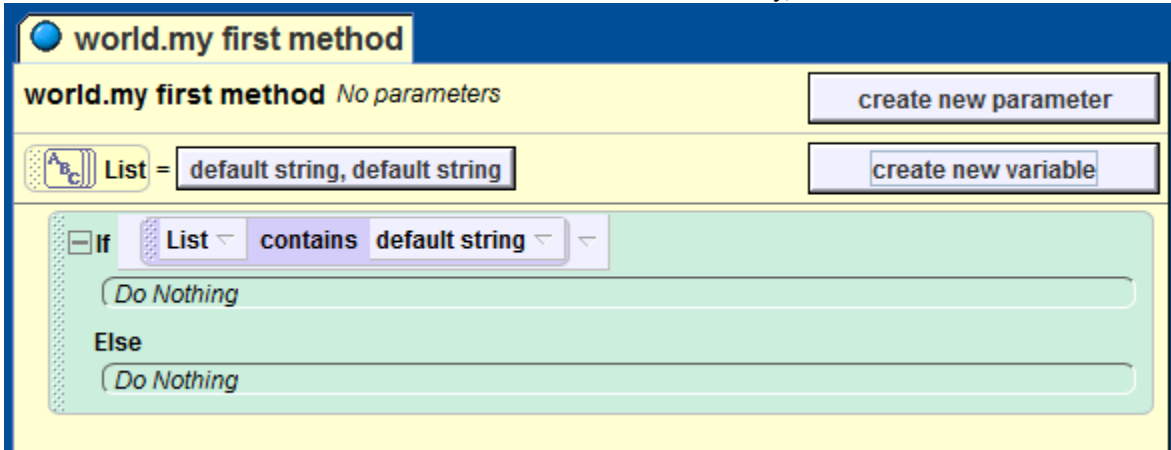 world.my first method
world.my first method No parameters create new parameter
ABC List = default string, default string create new variable
If List contains default string
Do Nothing
Else
Do Nothing